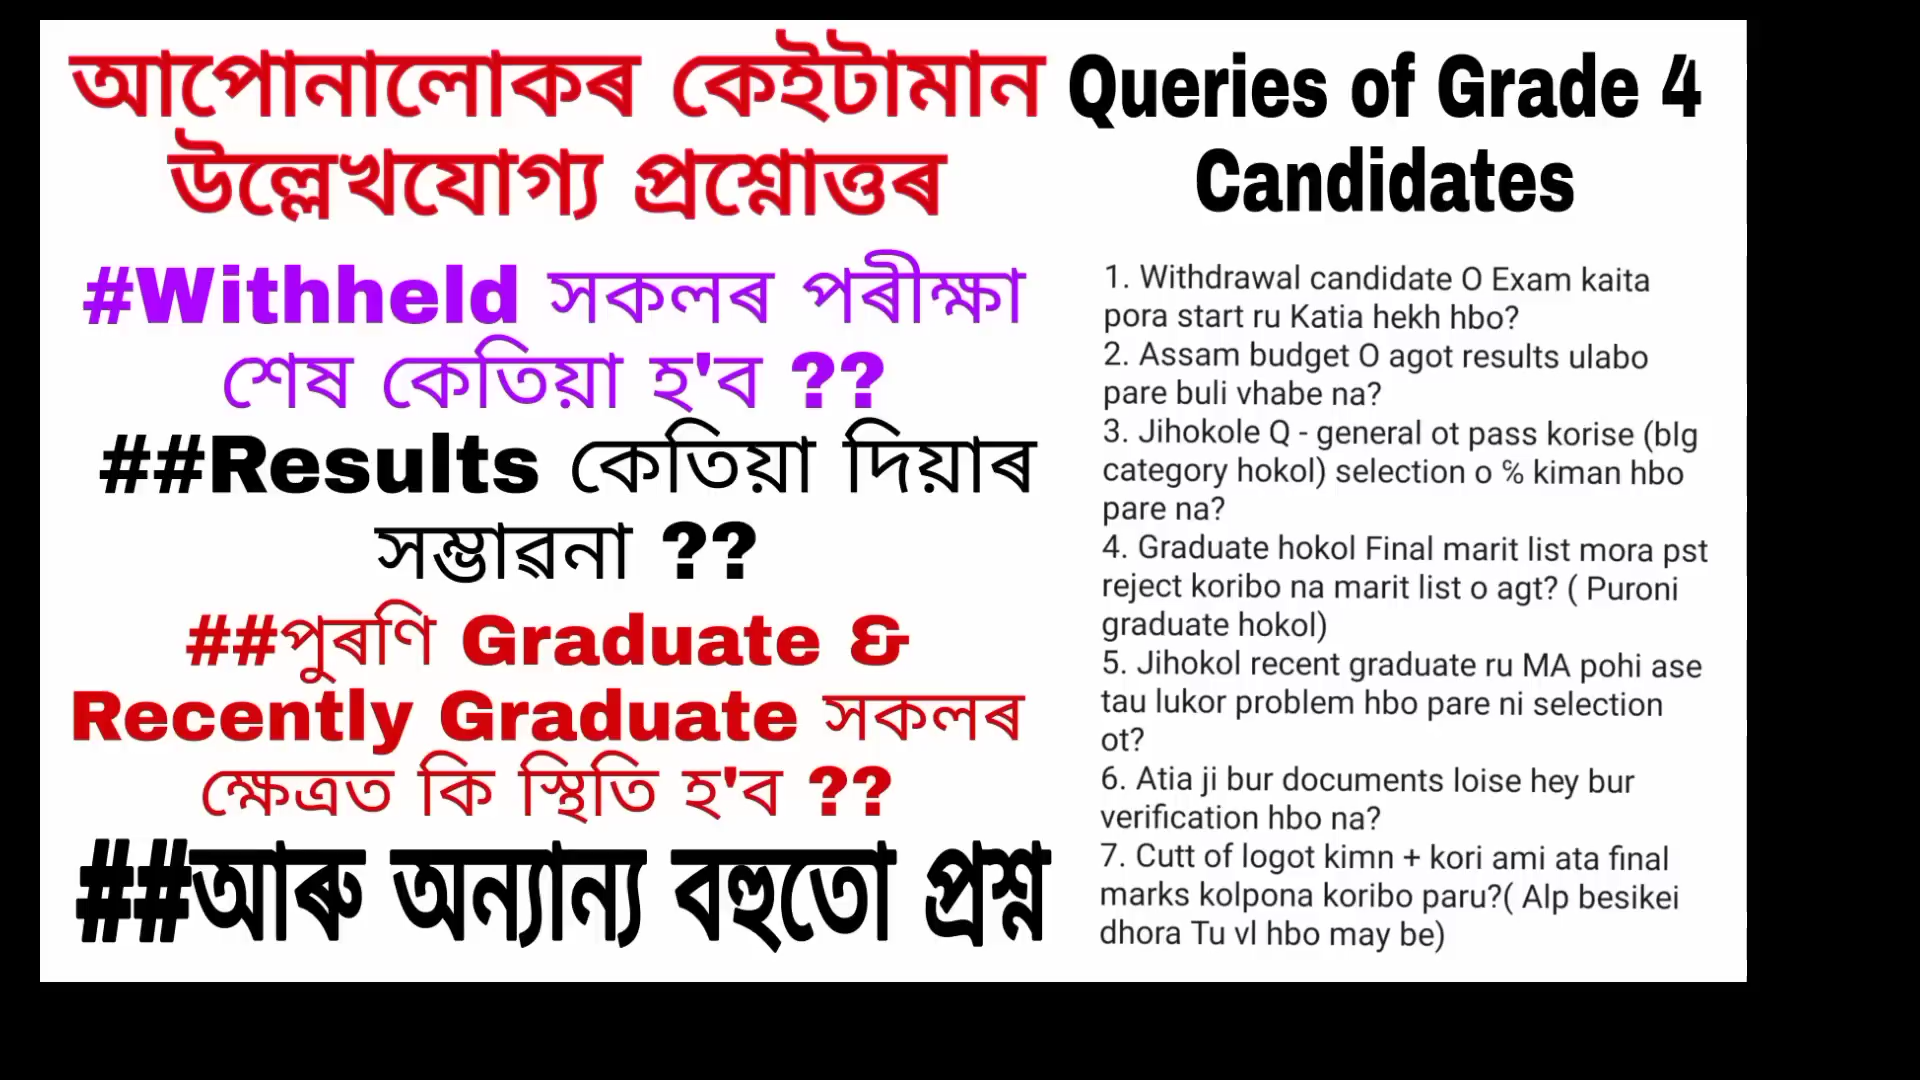 আপোনালোকৰ কেইটামান
উল্লেখযোগ্য প্ৰশ্নোত্তৰ
#Withheld সকলৰ পৰীক্ষা
শেষ কেতিয়া হ'ব ??
##Results কেতিয়া দিয়াৰ
সম্ভাৱনা ??
##পুৰণি Graduate &
Recently Graduate সকলৰ
ক্ষেত্ৰত কি স্থিতি হ'ব ??
##আৰু অন্যান্য বহুতো প্ৰশ্ন
Queries of Grade 4
Candidates
1. Withdrawal candidate O Exam kaita
pora start ru Katia hekh hbo?
2. Assam budget O agot results ulabo
pare buli vhabe na?
3. Jihokole Q - general ot pass korise (blg
category hokol) selection o % kiman hbo
pare na?
4. Graduate hokol Final marit list mora pst
reject koribo na marit list o agt? ( Puroni
graduate hokol)
5. Jihokol recent graduate ru MA pohi ase
tau lukor problem hbo pare ni selection
ot?
6. Atia ji bur documents loise hey bur
verification hbo na?
7. Cutt of logot kimn + kori ami ata final
marks kolpona koribo paru?( Alp besikei
dhora Tu vl hbo may be)